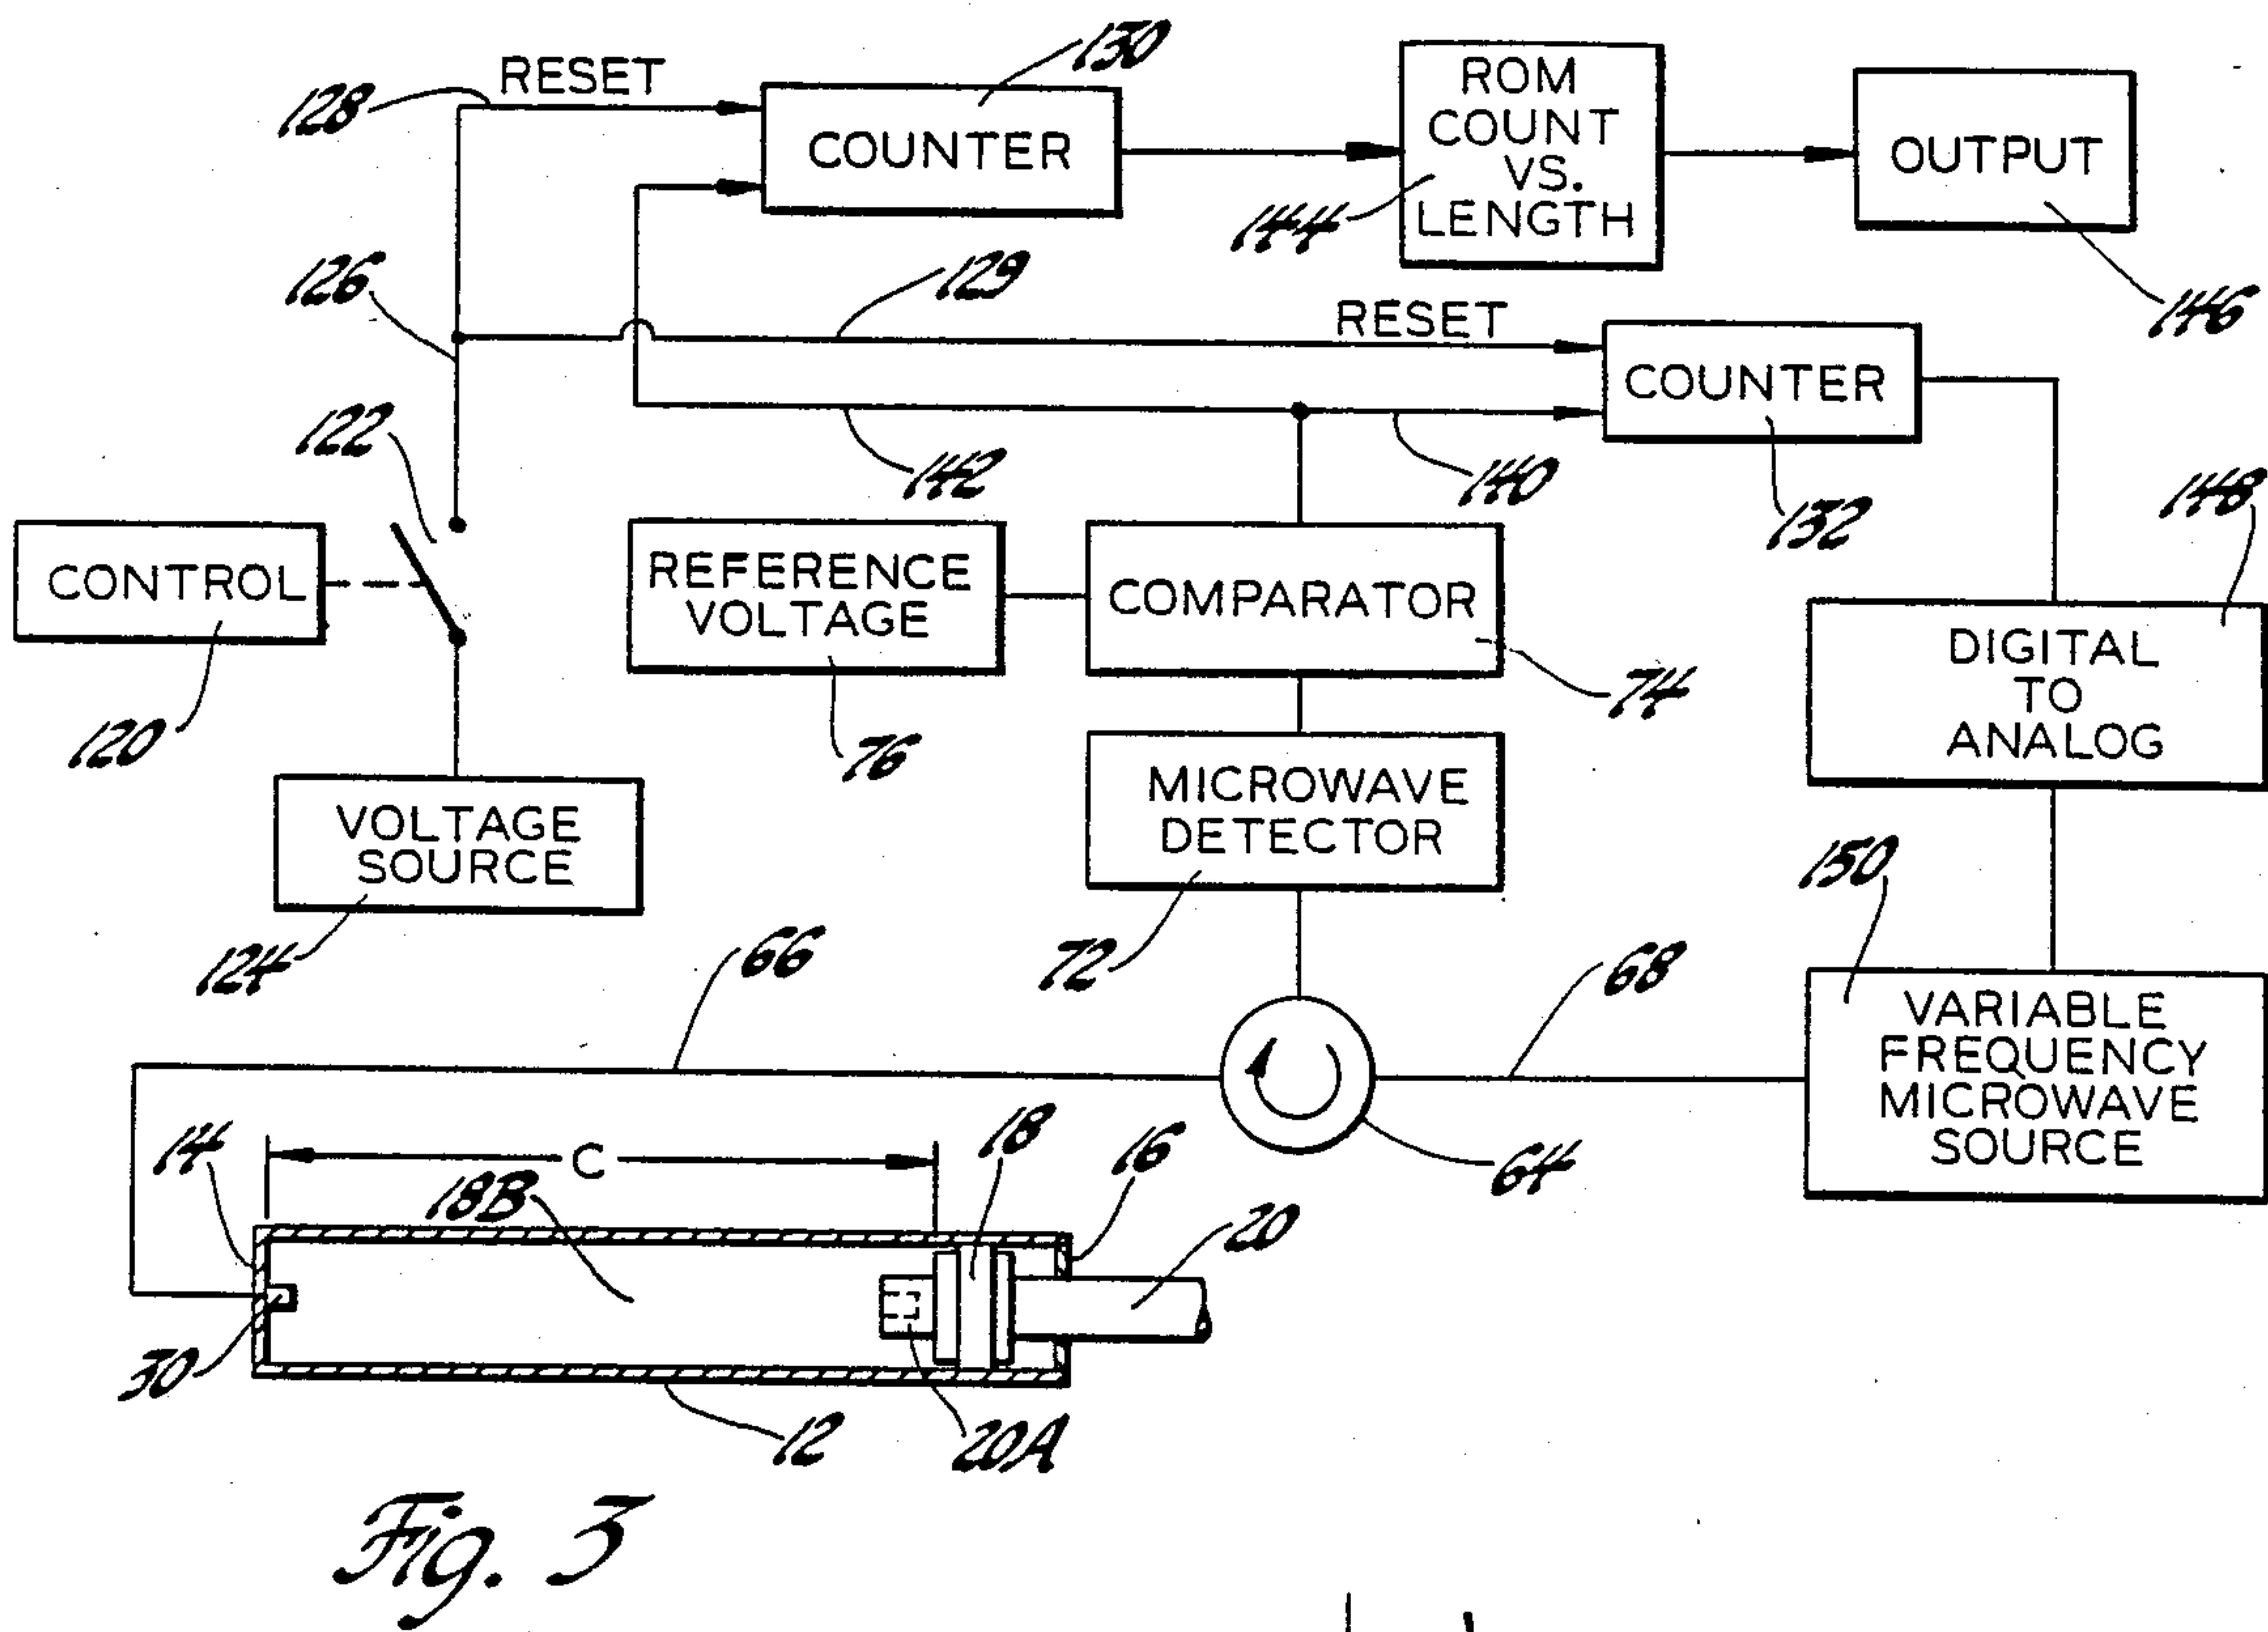 130
128
RESET
COUNTER
ROM
COUNT
VS.
LENGTH
OUTPUT
144
146
126
129
RESET
COUNTER
122
142
140
132
148
CONTROL
REFERENCE
VOLTAGE
COMPARATOR
DIGITAL
TO
ANALOG
120
76
74
VOLTAGE
SOURCE
MICROWAVE
DETECTOR
150
124
66
72
68
VARIABLE
FREQUENCY
MICROWAVE
SOURCE
14
C
18
16
64
18B
20
30
12
20A
Fig. 3